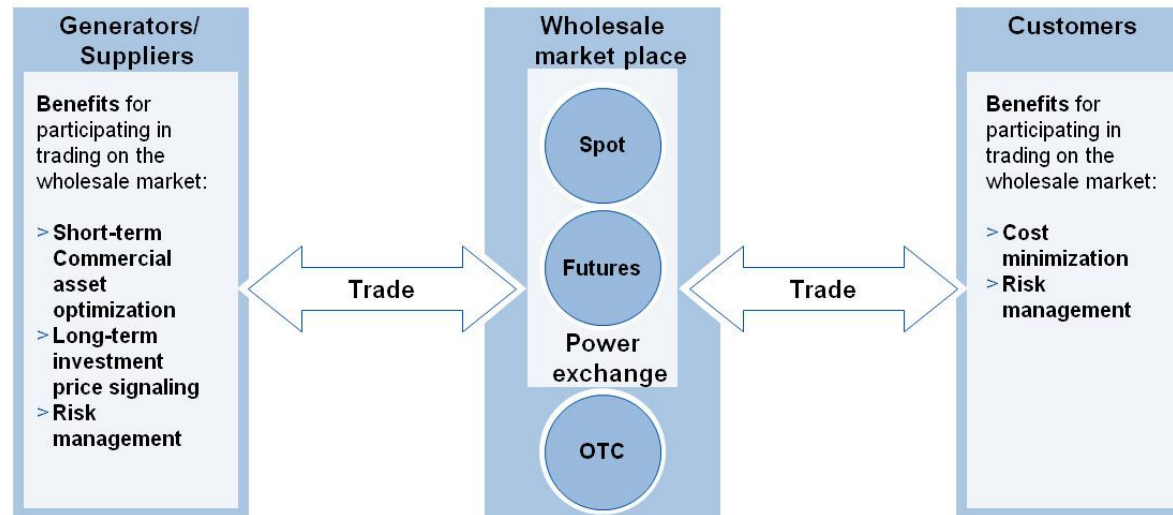 Generators/
Suppliers
Benefits for
participating in
trading on the
wholesale market:
> Short-term
Commercial
asset
optimization
> Long-term
investment
price signaling
> Risk
management
Trade
Wholesale
market place
Spot
Futures
Power
exchange
OTC
Trade
Customers
Benefits for
participating in
trading on the
wholesale market:
> Cost
minimization
> Risk
management